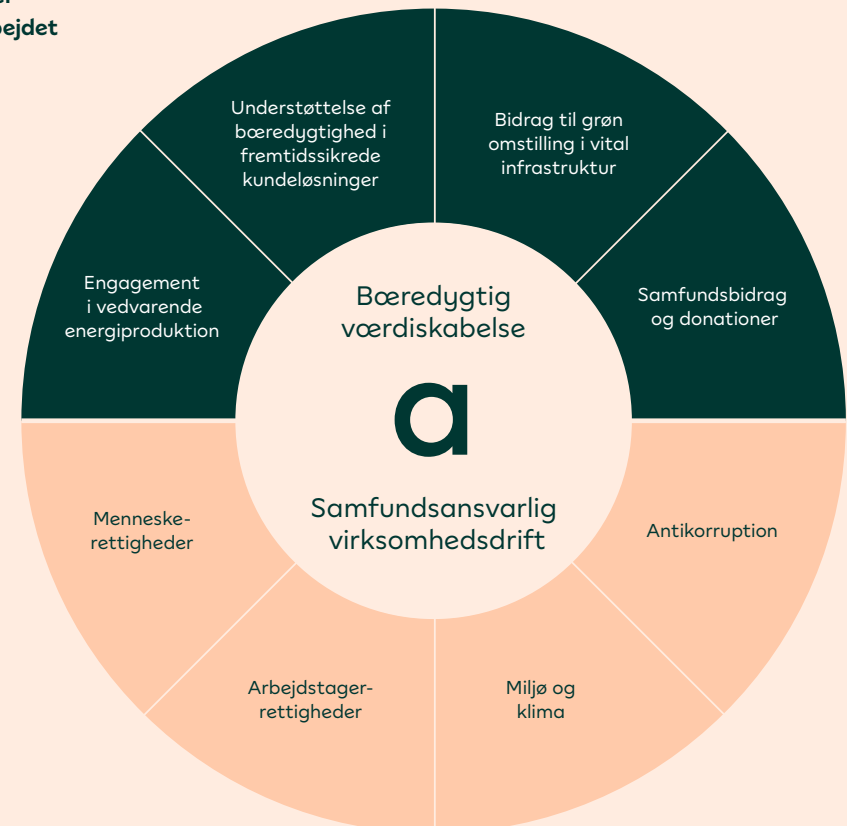 bejdet
Understøttelse af
bæredygtighed i
fremtidssikrede
kundeløsninger
Bidrag til grøn
omstilling i vital
infrastruktur
Engagement
i vedvarende
energiproduktion
Samfundsbidrag
og donationer
Bæredygtig
værdiskabelse
a
Samfundsansvarlig
virksomhedsdrift
Menneske-
rettigheder
Antikorruption
Arbejdstager-
rettigheder
Miljø og
klima